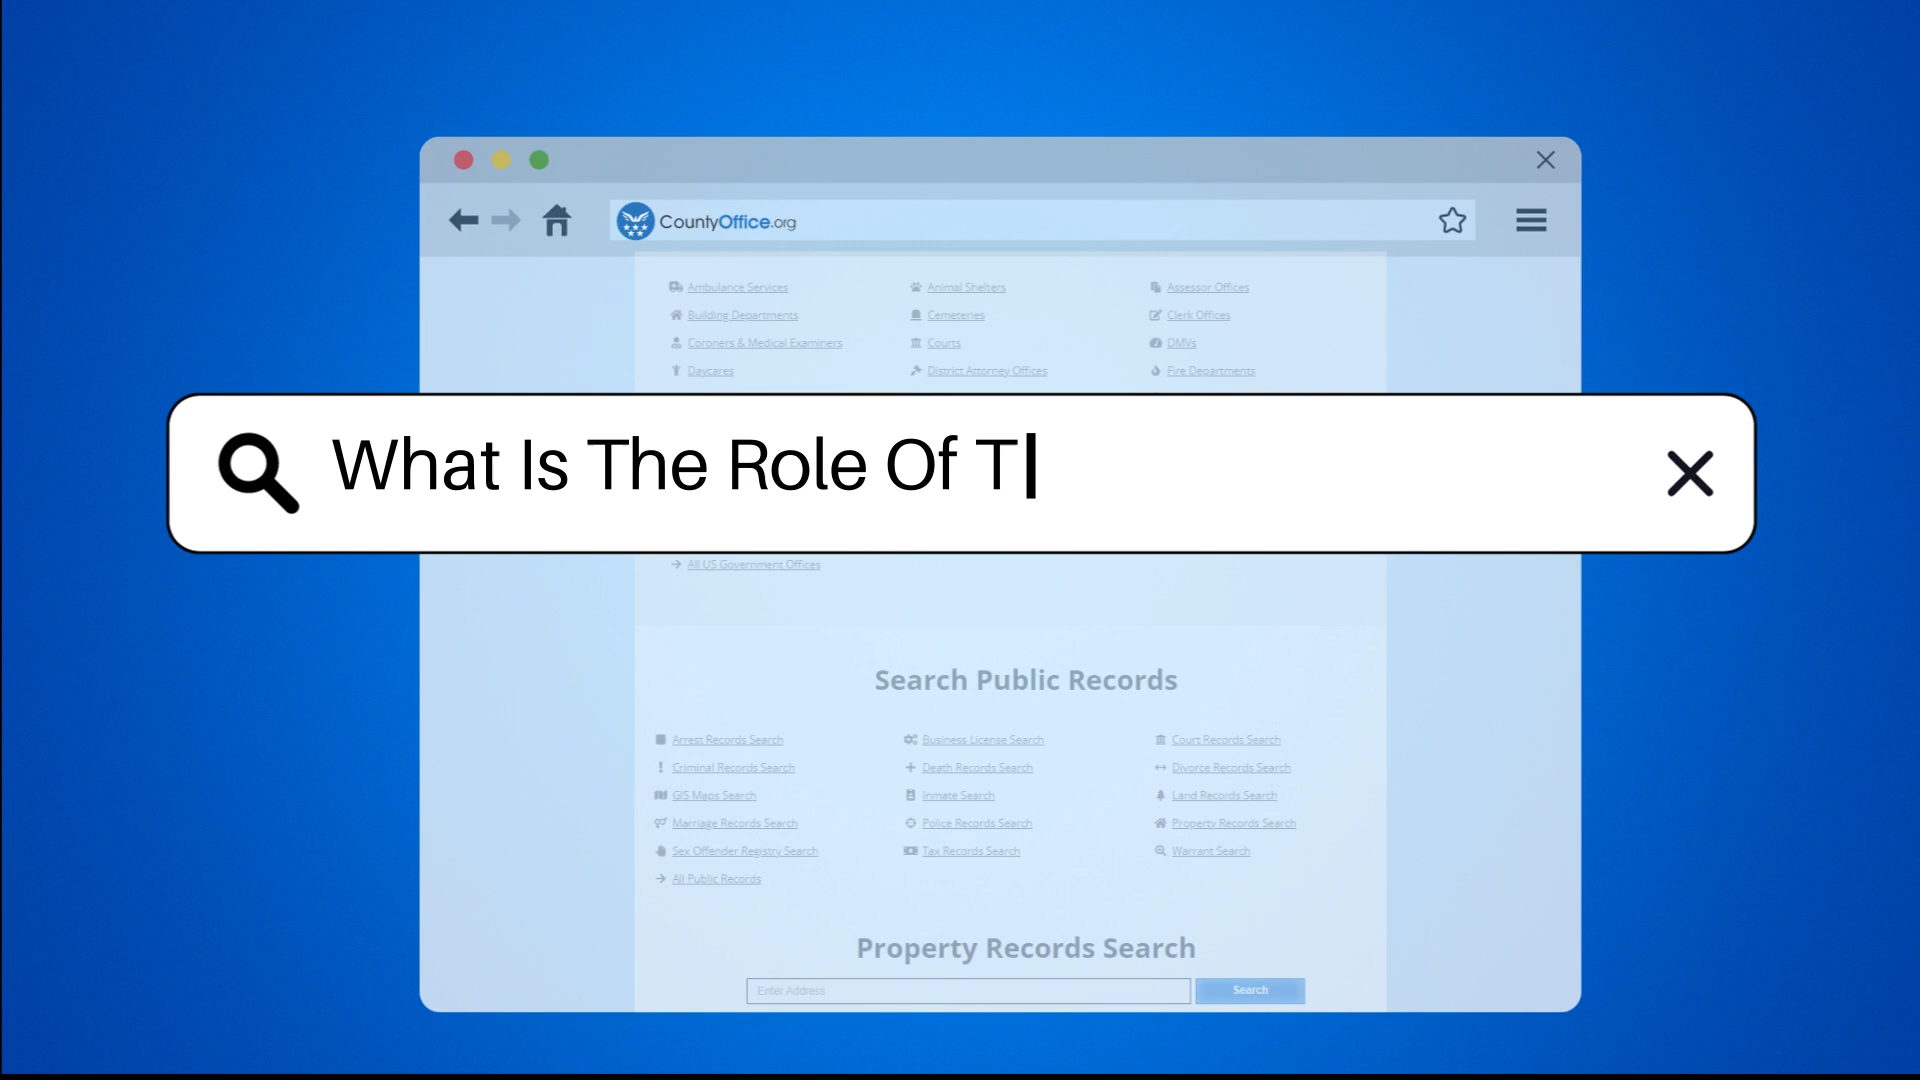 CountyOffice.org
Ambulance Services Animal Shelters Assessor Offices
Building Departments Cemeteries Clerk Offices
Coroners & Medical Examiners Courts DMVs
Daycares District Attorney Offices Fire Departments
What Is The Role Of T
All US Government Offices
Search Public Records
Arrest Records Search Business License Search Court Records Search
Criminal Records Search Death Records Search Divorce Records Search
GIS Maps Search Inmate Search Land Records Search
Marriage Records Search Police Records Search Property Records Search
Sex Offender Registry Search Tax Records Search Warrant Search
All Public Records
Property Records Search
Enter Address Search